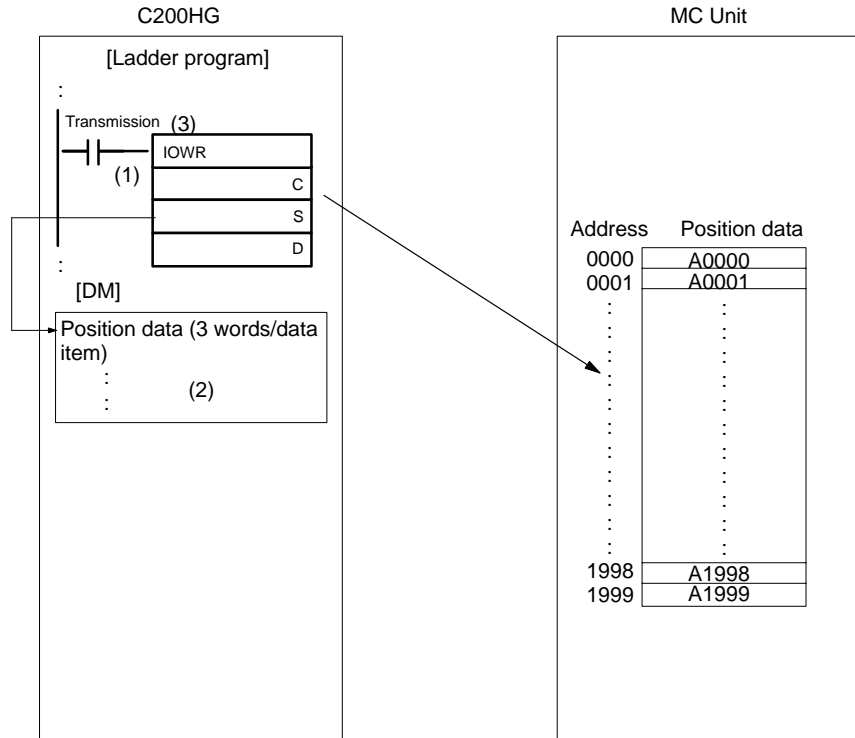 C200HG
MC Unit
[Ladder program]
:
Transmission (3)
IOWR
(1)
C
S
D
:
[DM]
Position data (3 words/data
item)
:
(2)
:
Address Position data
0000 A0000
0001 A0001
: :
: :
: :
: :
: :
: :
: :
: :
: :
1998 A1998
1999 A1999